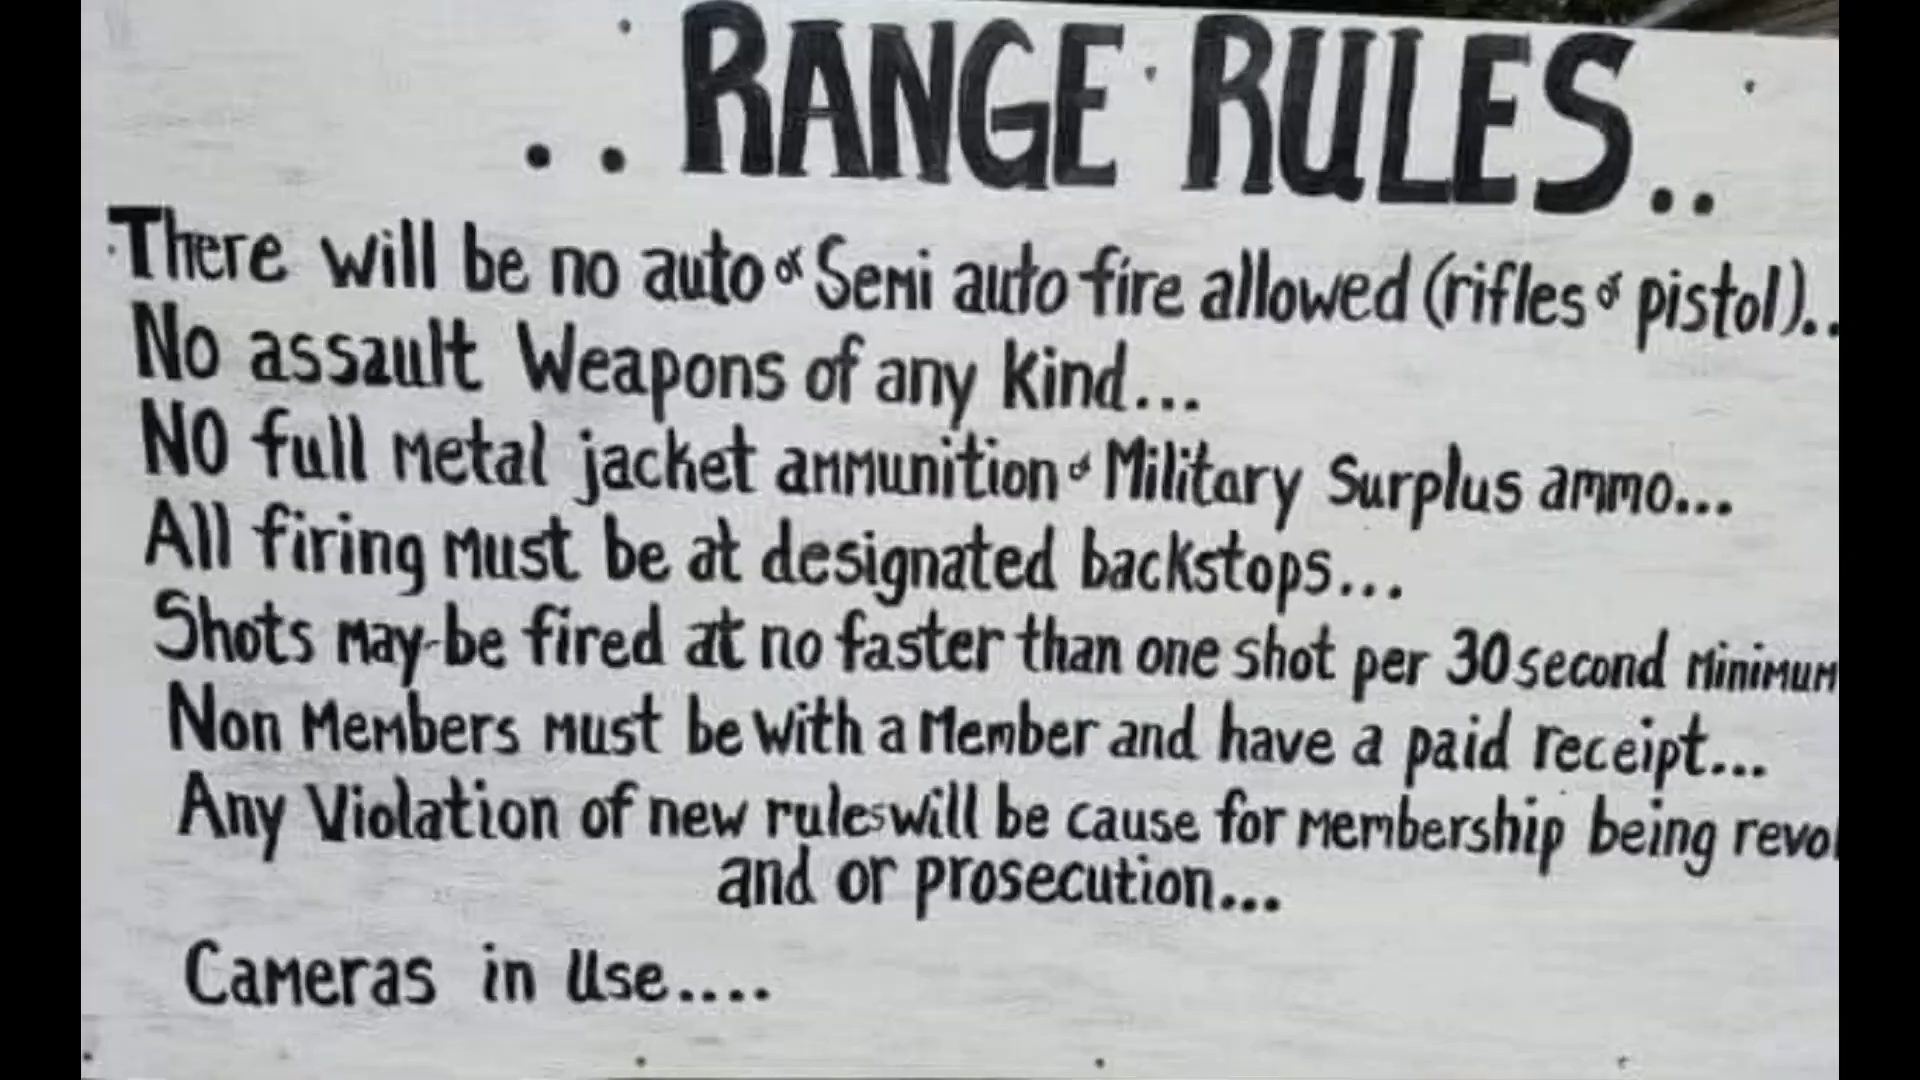 .. RANGE RULES..
There will be no auto or Semi auto fire allowed (rifles or pistol)..
No assault Weapons of any kind...
NO full metal jacket ammunition or Military Surplus ammo...
All firing must be at designated backstops...
Shots may be fired at no faster than one shot per 30 second minimum
Non members must be with a member and have a paid receipt...
Any Violation of new rules will be cause for membership being
and or prosecution...
Cameras in Use....